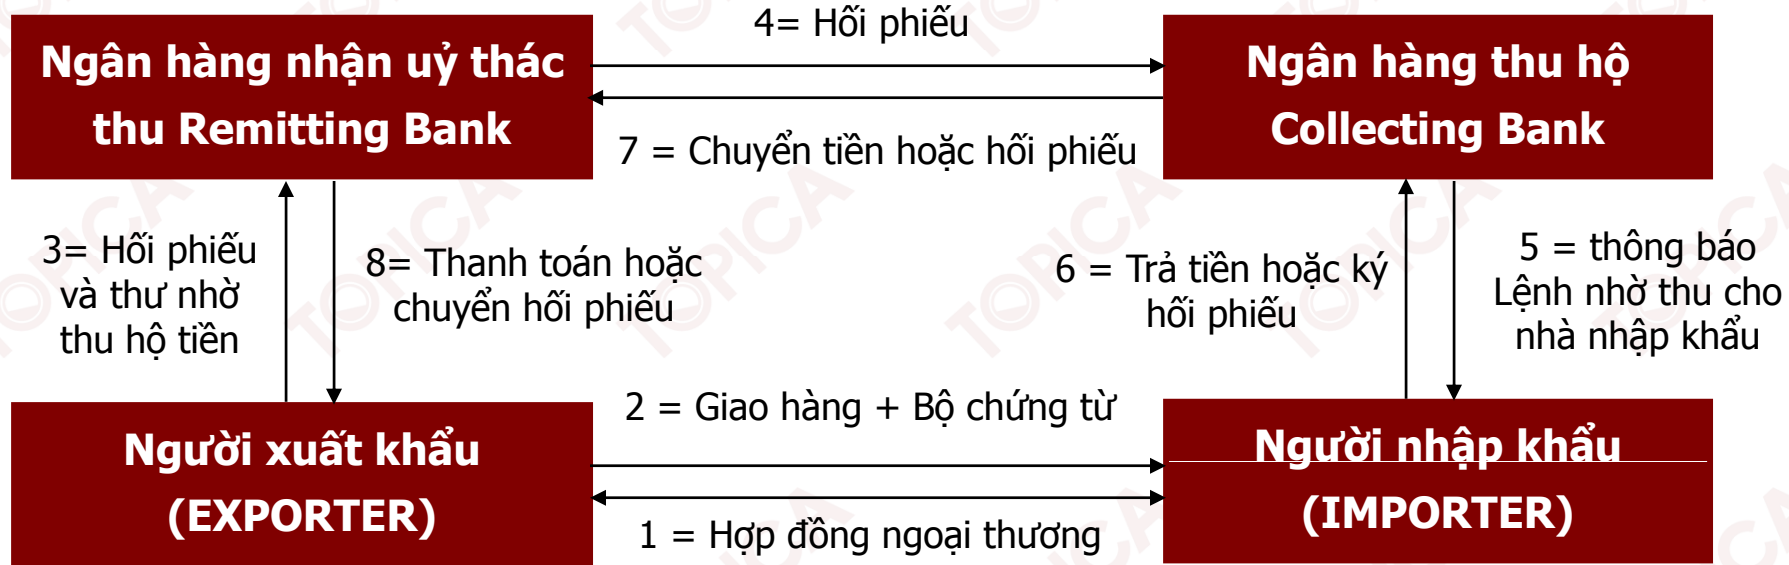 4= Hối phiếu
Ngân hàng nhận uỷ thác
thu Remitting Bank
Ngân hàng thu hộ
Collecting Bank
7 = Chuyển tiền hoặc hối phiếu
3= Hối phiếu
và thư nhờ
thu hộ tiền
8= Thanh toán hoặc
chuyển hối phiếu
6 = Trả tiền hoặc ký
hối phiếu
5 = thông báo
Lệnh nhờ thu cho
nhà nhập khẩu
2 = Giao hàng + Bộ chứng từ
Người xuất khẩu
(EXPORTER)
Người nhập khẩu
(IMPORTER)
1 = Hợp đồng ngoại thương
TOPICA